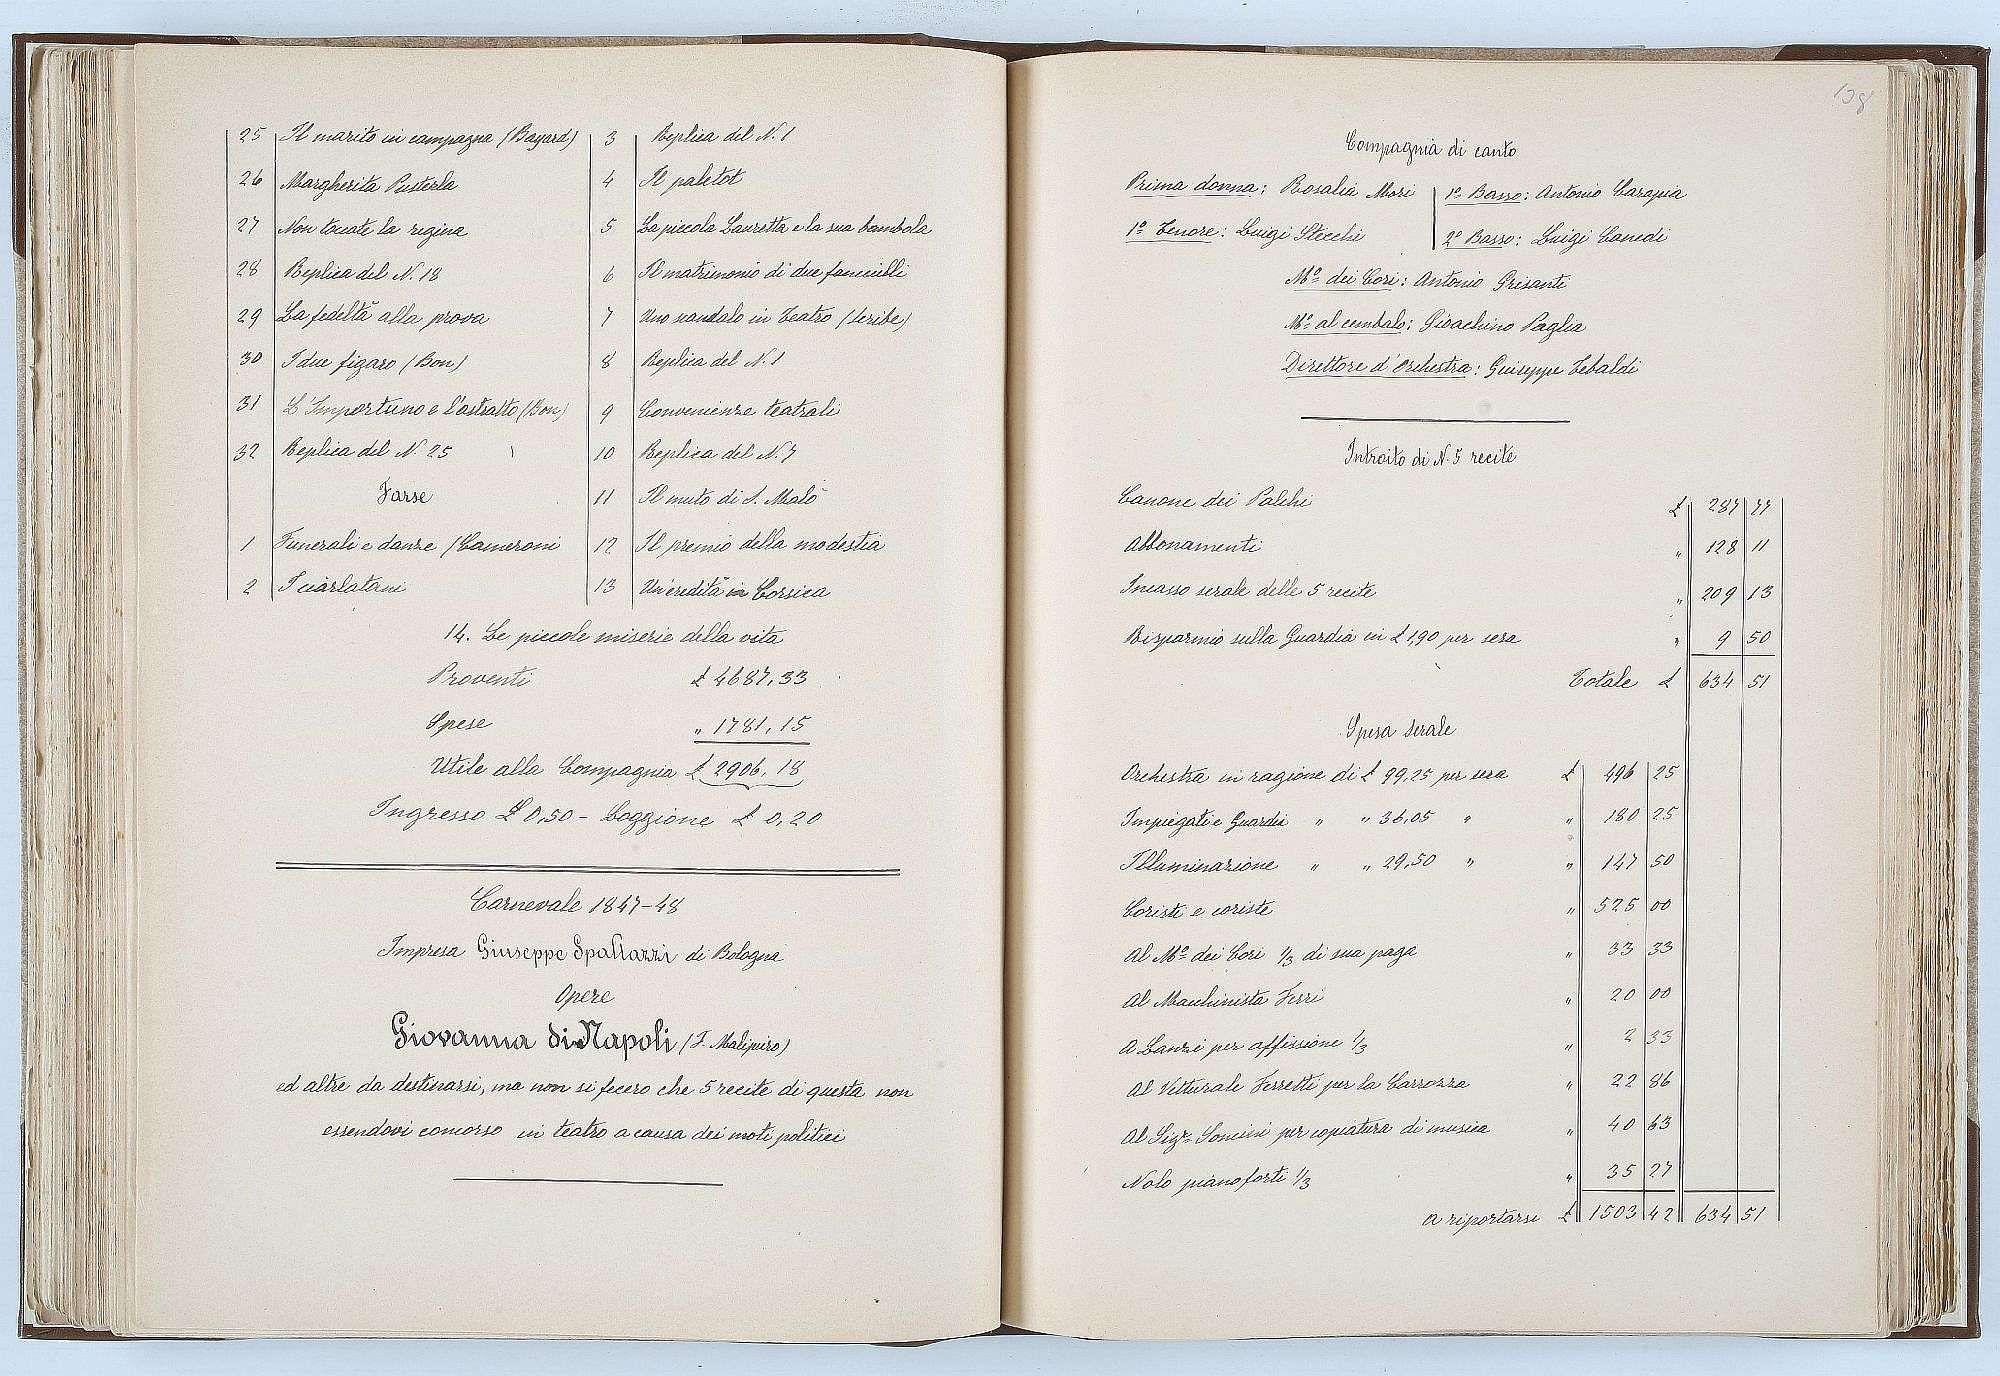 25 Il marito in campagna (Bayard)
26 Margherita Pusterla
27 Non toccate la regina
28 Replica del N. 18
29 La fedeltà alla prova
30 I due figaro (Bon)
31 L'Importuno e l'astratto (Bon)
32 Replica del N. 25
Farse
1 Funerali e danze (Cameroni
2 I ciarlatani
3 Replica del N. 1
4 Il paletot
5 La piccola Lauretta e la sua bambola
6 Il matrimonio di due fanciulli
7 Uno scandalo in Teatro (Scribe)
8 Replica del N. 1
9 Convenienze teatrali
10 Replica del N. 7
11 Il muto di S. Malò
12 Il premio della modestia
13 Un'eredità in Corsica
14. Le piccole miserie della vita
Proventi £ 4687,33
Spese " 1781,15
Utile alla Compagnia £ 2906,18
Ingresso £ 0,50 - Loggione £ 0,20
Carnevale 1847-48
Impresa Giuseppe Spallazzi di Bologna
Opere
Giovanna di Napoli (F. Malipiero)
ed altre da destinarsi, ma non si fecero che 5 recite di questa non
essendovi concorso in teatro a causa dei moti politici
138
Compagnia di canto
Prima donna: Rosalia Mori
1º Tenore: Luigi Stecchi
1º Basso: Antonio Carapia
2º Basso: Luigi Canedi
Mº dei Cori: Antonio Grisanti
Mº al cembalo: Gioachino Paglia
Direttore d'Orchestra: Giuseppe Tebaldi
Introito di N. 5 recite
Canone dei Palchi £ 287 77
Abbonamenti " 128 11
Incasso serale delle 5 recite " 209 13
Risparmio sulla Guardia in £ 1,90 per sera " 9 50
Totale £ 634 51
Spesa serale
Orchestra in ragione di £ 99,25 per sera £ 496 25
Impiegati e Guardia " " 36,05 " " 180 25
Illuminazione " " 29,50 " " 147 50
Coristi e coriste " 525 00
Al Mº dei Cori 1/3 di sua paga " 33 33
Al Macchinista Ferri " 20 00
A Lanzi per affissione 1/3 " 2 33
Al Vetturale Ferretti per la Carrozza " 22 86
Al Sigr Soncini per copiatura di musica " 40 63
Nolo pianoforti 1/3 " 35 27
A riportarsi £ 1503 42 634 51